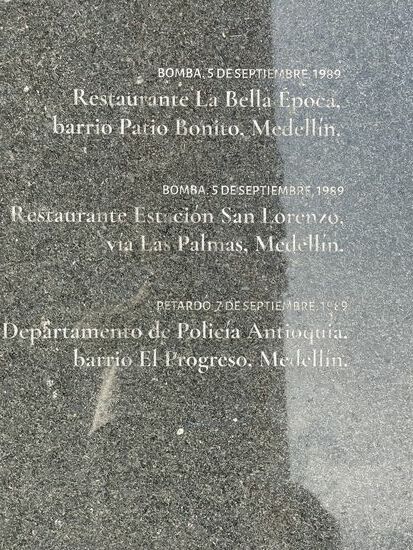 BOMBA, 5 DE SEPTIEMBRE, 1989
Restaurante La Bella Época,
barrio Patio Bonito, Medellín.
BOMBA, 5 DE SEPTIEMBRE, 1989
Restaurante Estación San Lorenzo,
vía Las Palmas, Medellín.
PETARDO, 7 DE SEPTIEMBRE, 1989
Departamento de Policía Antioquia,
barrio El Progreso, Medellín.